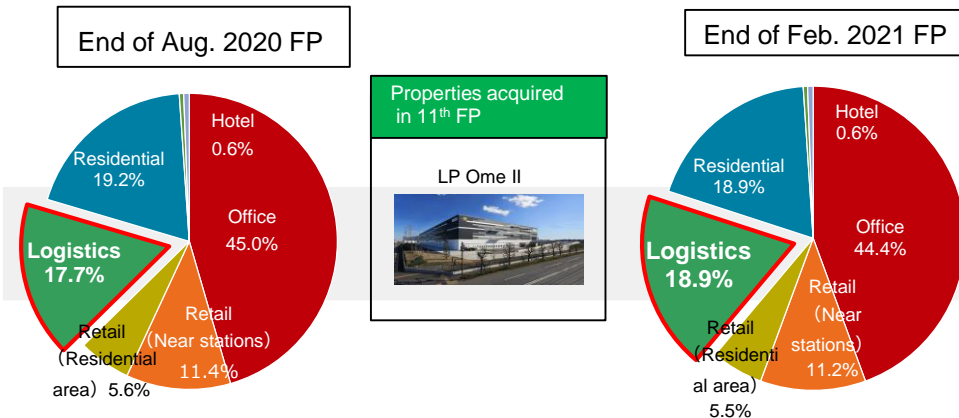 End of Aug. 2020 FP
Hotel
0.6%
Residential
19.2%
Office
45.0%
Logistics
17.7%
Retail
（Near stations）
11.4%
Retail
（Residential
area） 5.6%
Properties acquired
in 11th FP
LP Ome II
End of Feb. 2021 FP
Hotel
0.6%
Residential
18.9%
Office
44.4%
Logistics
18.9%
Retail
（Near
stations）
11.2%
Retail
（Residenti
al area）
5.5%